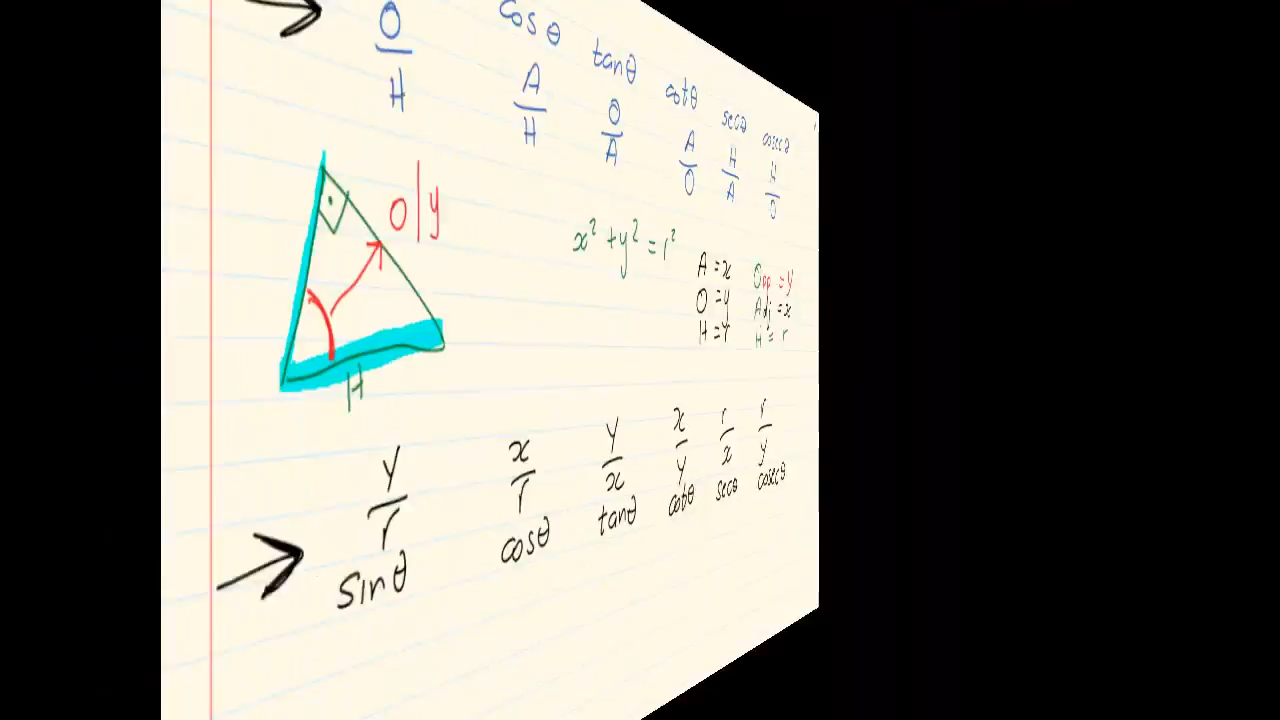 cosθ tanθ cotθ secθ cosecθ
O/H A/H O/A A/O H/A H/O
O|y
x² + y² = r²
A = x Opp = y
O = y Adj = x
H = r H = r
H
y/r x/r y/x x/y r/x r/y
sinθ cosθ tanθ cotθ secθ cosecθ